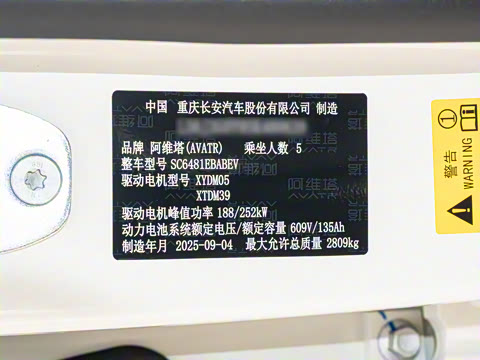 中国 重庆长安汽车股份有限公司 制造
品牌 阿维塔(AVATR) 乘坐人数 5
整车型号 SC6481EBABEV
驱动电机型号 XYDM05
XTDM39
驱动电机峰值功率 188/252kW
动力电池系统额定电压/额定容量 609V/135Ah
制造年月 2025-09-04 最大允许总质量 2809kg
警告
WARNING